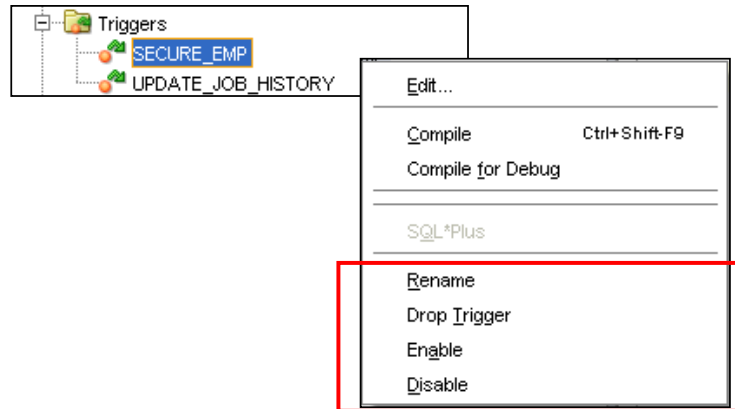 Triggers
SECURE_EMP
UPDATE_JOB_HISTORY
Edit...
Compile Ctrl+Shift-F9
Compile for Debug
SQL*Plus
Rename
Drop Trigger
Enable
Disable